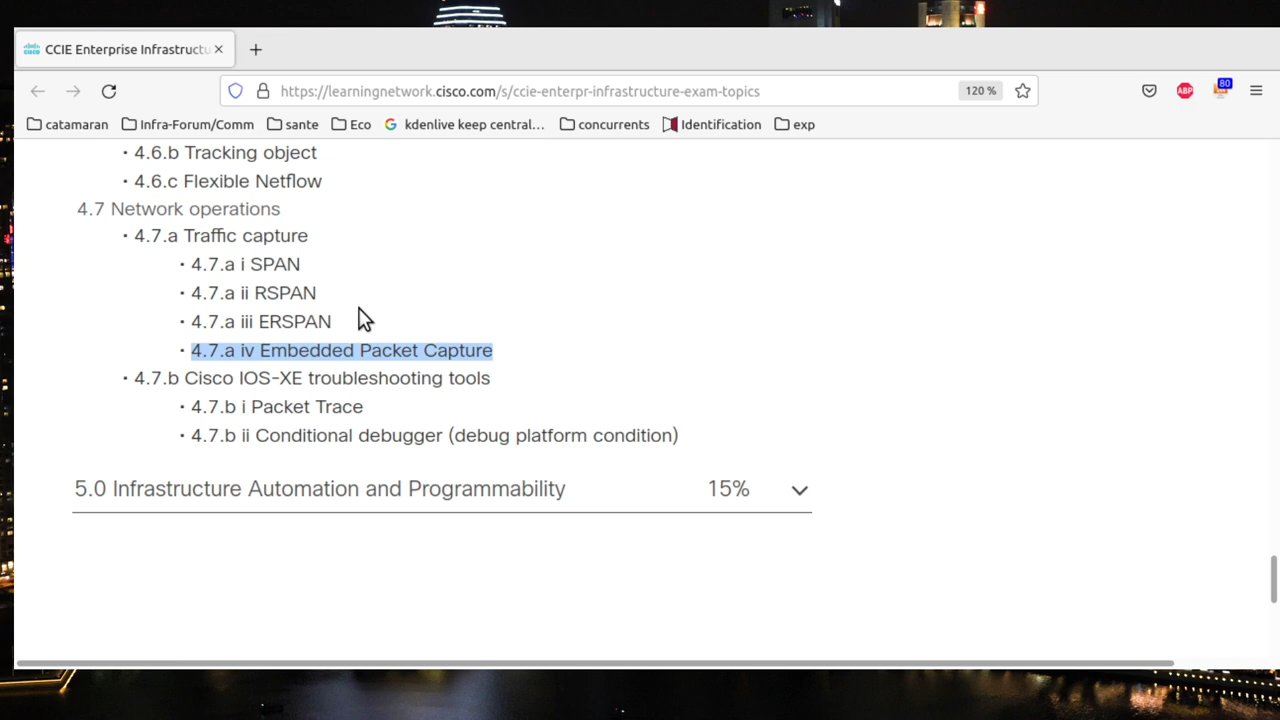 CCIE Enterprise Infrastructu
https://learningnetwork.cisco.com/s/ccie-enterpr-infrastructure-exam-topics 120 % ABP 80
catamaran Infra-Forum/Comm sante Eco kdenlive keep central… concurrents Identification exp
• 4.6.b Tracking object
• 4.6.c Flexible Netflow
4.7 Network operations
• 4.7.a Traffic capture
• 4.7.a i SPAN
• 4.7.a ii RSPAN
• 4.7.a iii ERSPAN
• 4.7.a iv Embedded Packet Capture
• 4.7.b Cisco IOS-XE troubleshooting tools
• 4.7.b i Packet Trace
• 4.7.b ii Conditional debugger (debug platform condition)
5.0 Infrastructure Automation and Programmability 15%